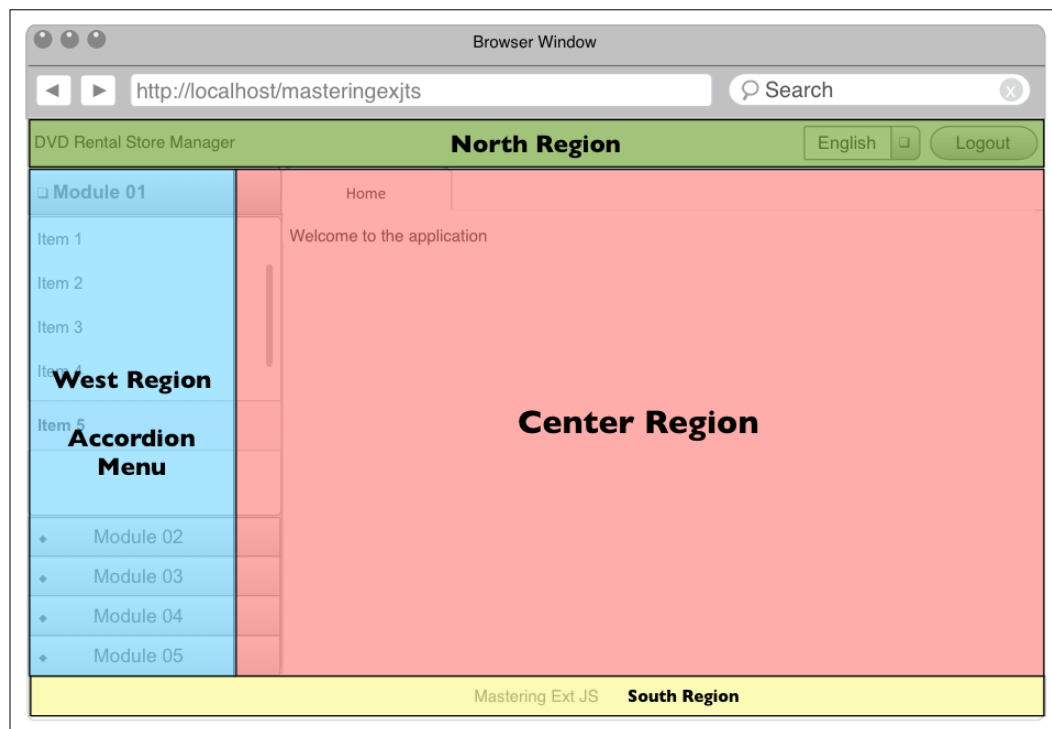 Browser Window
http://localhost/masteringexjts
Search
X
DVD Rental Store Manager
North Region
English
Logout
Module 01
Home
Item 1
Welcome to the application
Item 2
Item 3
Item 4
West Region
Center Region
Item 5
Accordion
Menu
Module 02
Module 03
Module 04
Module 05
Mastering Ext JS
South Region